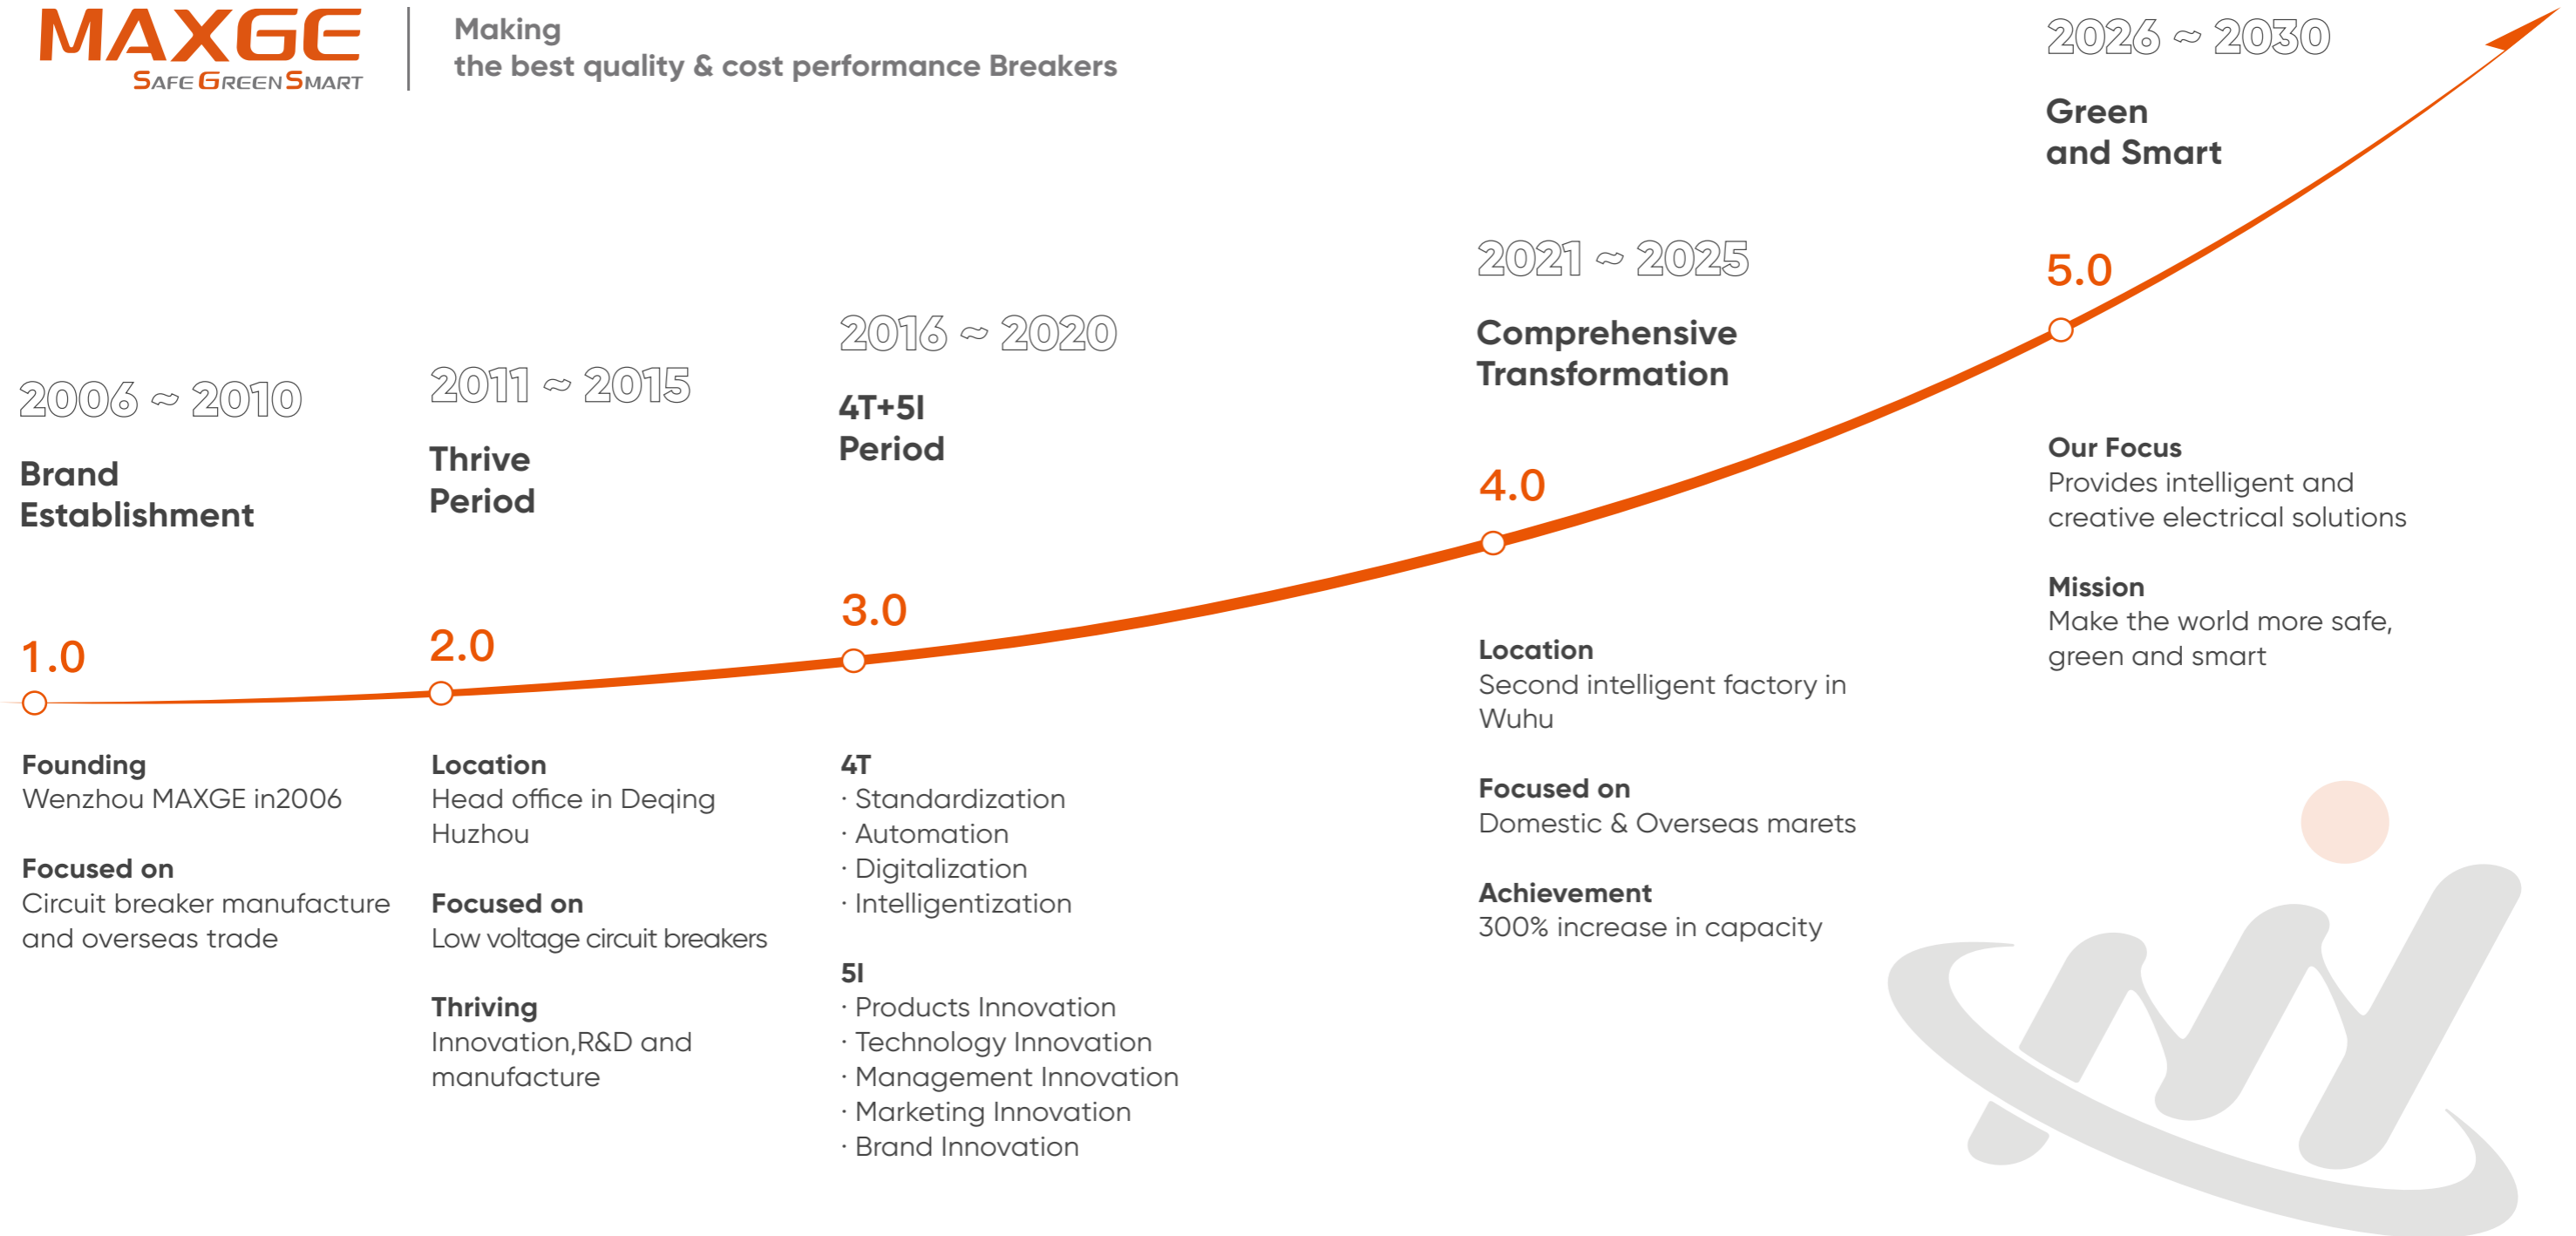 MAXGE
SAFE GREEN SMART
Making
the best quality & cost performance Breakers
2006 ~ 2010
Brand
Establishment
1.0
Founding
Wenzhou MAXGE in2006
Focused on
Circuit breaker manufacture
and overseas trade
2011 ~ 2015
Thrive
Period
2.0
Location
Head office in Deqing
Huzhou
Focused on
Low voltage circuit breakers
Thriving
Innovation,R&D and
manufacture
2016 ~ 2020
4T+5I
Period
3.0
4T
· Standardization
· Automation
· Digitalization
· Intelligentization
5I
· Products Innovation
· Technology Innovation
· Management Innovation
· Marketing Innovation
· Brand Innovation
2021 ~ 2025
Comprehensive
Transformation
4.0
Location
Second intelligent factory in
Wuhu
Focused on
Domestic & Overseas marets
Achievement
300% increase in capacity
2026 ~ 2030
Green
and Smart
5.0
Our Focus
Provides intelligent and
creative electrical solutions
Mission
Make the world more safe,
green and smart